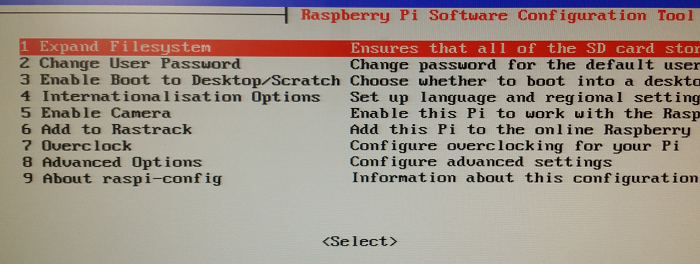 Raspberry Pi Software Configuration Tool
1 Expand Filesystem Ensures that all of the SD card stor
2 Change User Password Change password for the default user
3 Enable Boot to Desktop/Scratch Choose whether to boot into a deskto
4 Internationalisation Options Set up language and regional setting
5 Enable Camera Enable this Pi to work with the Rasp
6 Add to Rastrack Add this Pi to the online Raspberry
7 Overclock Configure overclocking for your Pi
8 Advanced Options Configure advanced settings
9 About raspi-config Information about this configuration
<Select>